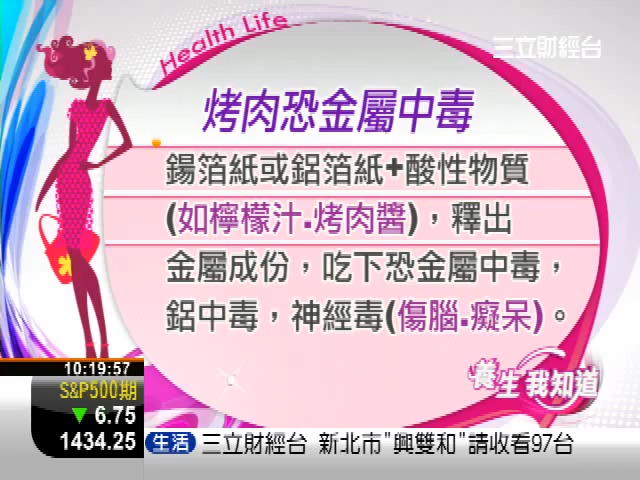 Health Life
三立財經台
烤肉恐金屬中毒
鍚箔紙或鋁箔紙+酸性物質
(如檸檬汁.烤肉醬)，釋出
金屬成份，吃下恐金屬中毒，
鋁中毒，神經毒(傷腦.癡呆)。
養生我知道
10:19:57
S&P500期
▼ 6.75
1434.25
生活 三立財經台 新北市"興雙和"請收看97台